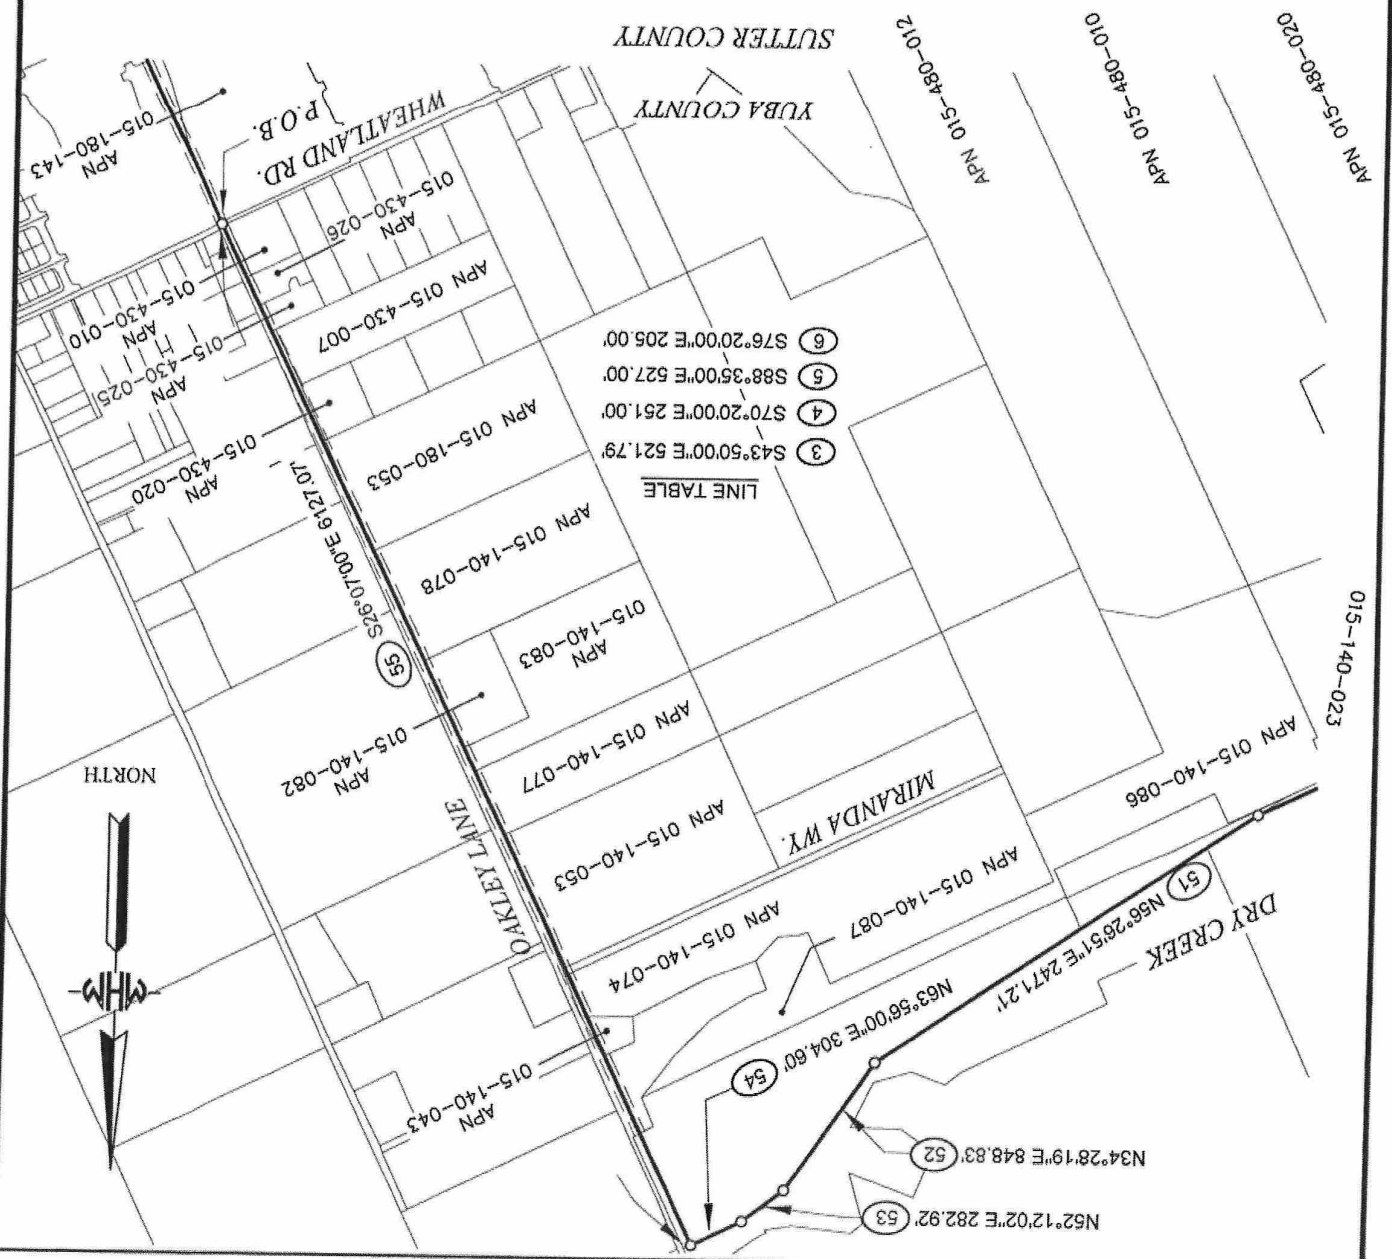 N52°12'02"E 282.92' 53
N34°28'19"E 848.83' 52
54
N63°56'00"E 304.60'
APN
015-140-043
DRY CREEK
51 N56°26'51"E 2471.21'
APN 015-140-074
APN 015-140-087
OAKLEY LANE
MIRANDA WY.
APN 015-140-086
015-140-023
APN 015-140-053
NORTH
APN
015-140-082
APN 015-140-077
APN
015-140-083
55 S26°07'00"E 6127.07'
APN 015-140-078
LINE TABLE
3 S43°50'00"E 521.79'
4 S70°20'00"E 251.00'
5 S88°35'00"E 527.00'
6 S76°20'00"E 205.00'
APN 015-180-053
APN
015-430-020
APN
015-430-025
APN
015-430-010
APN 015-430-007
APN
015-430-026
WHEATLAND RD.
P.O.B.
APN
015-180-143
YUBA COUNTY
SUTTER COUNTY
APN 015-480-020
APN 015-480-010
APN 015-480-012